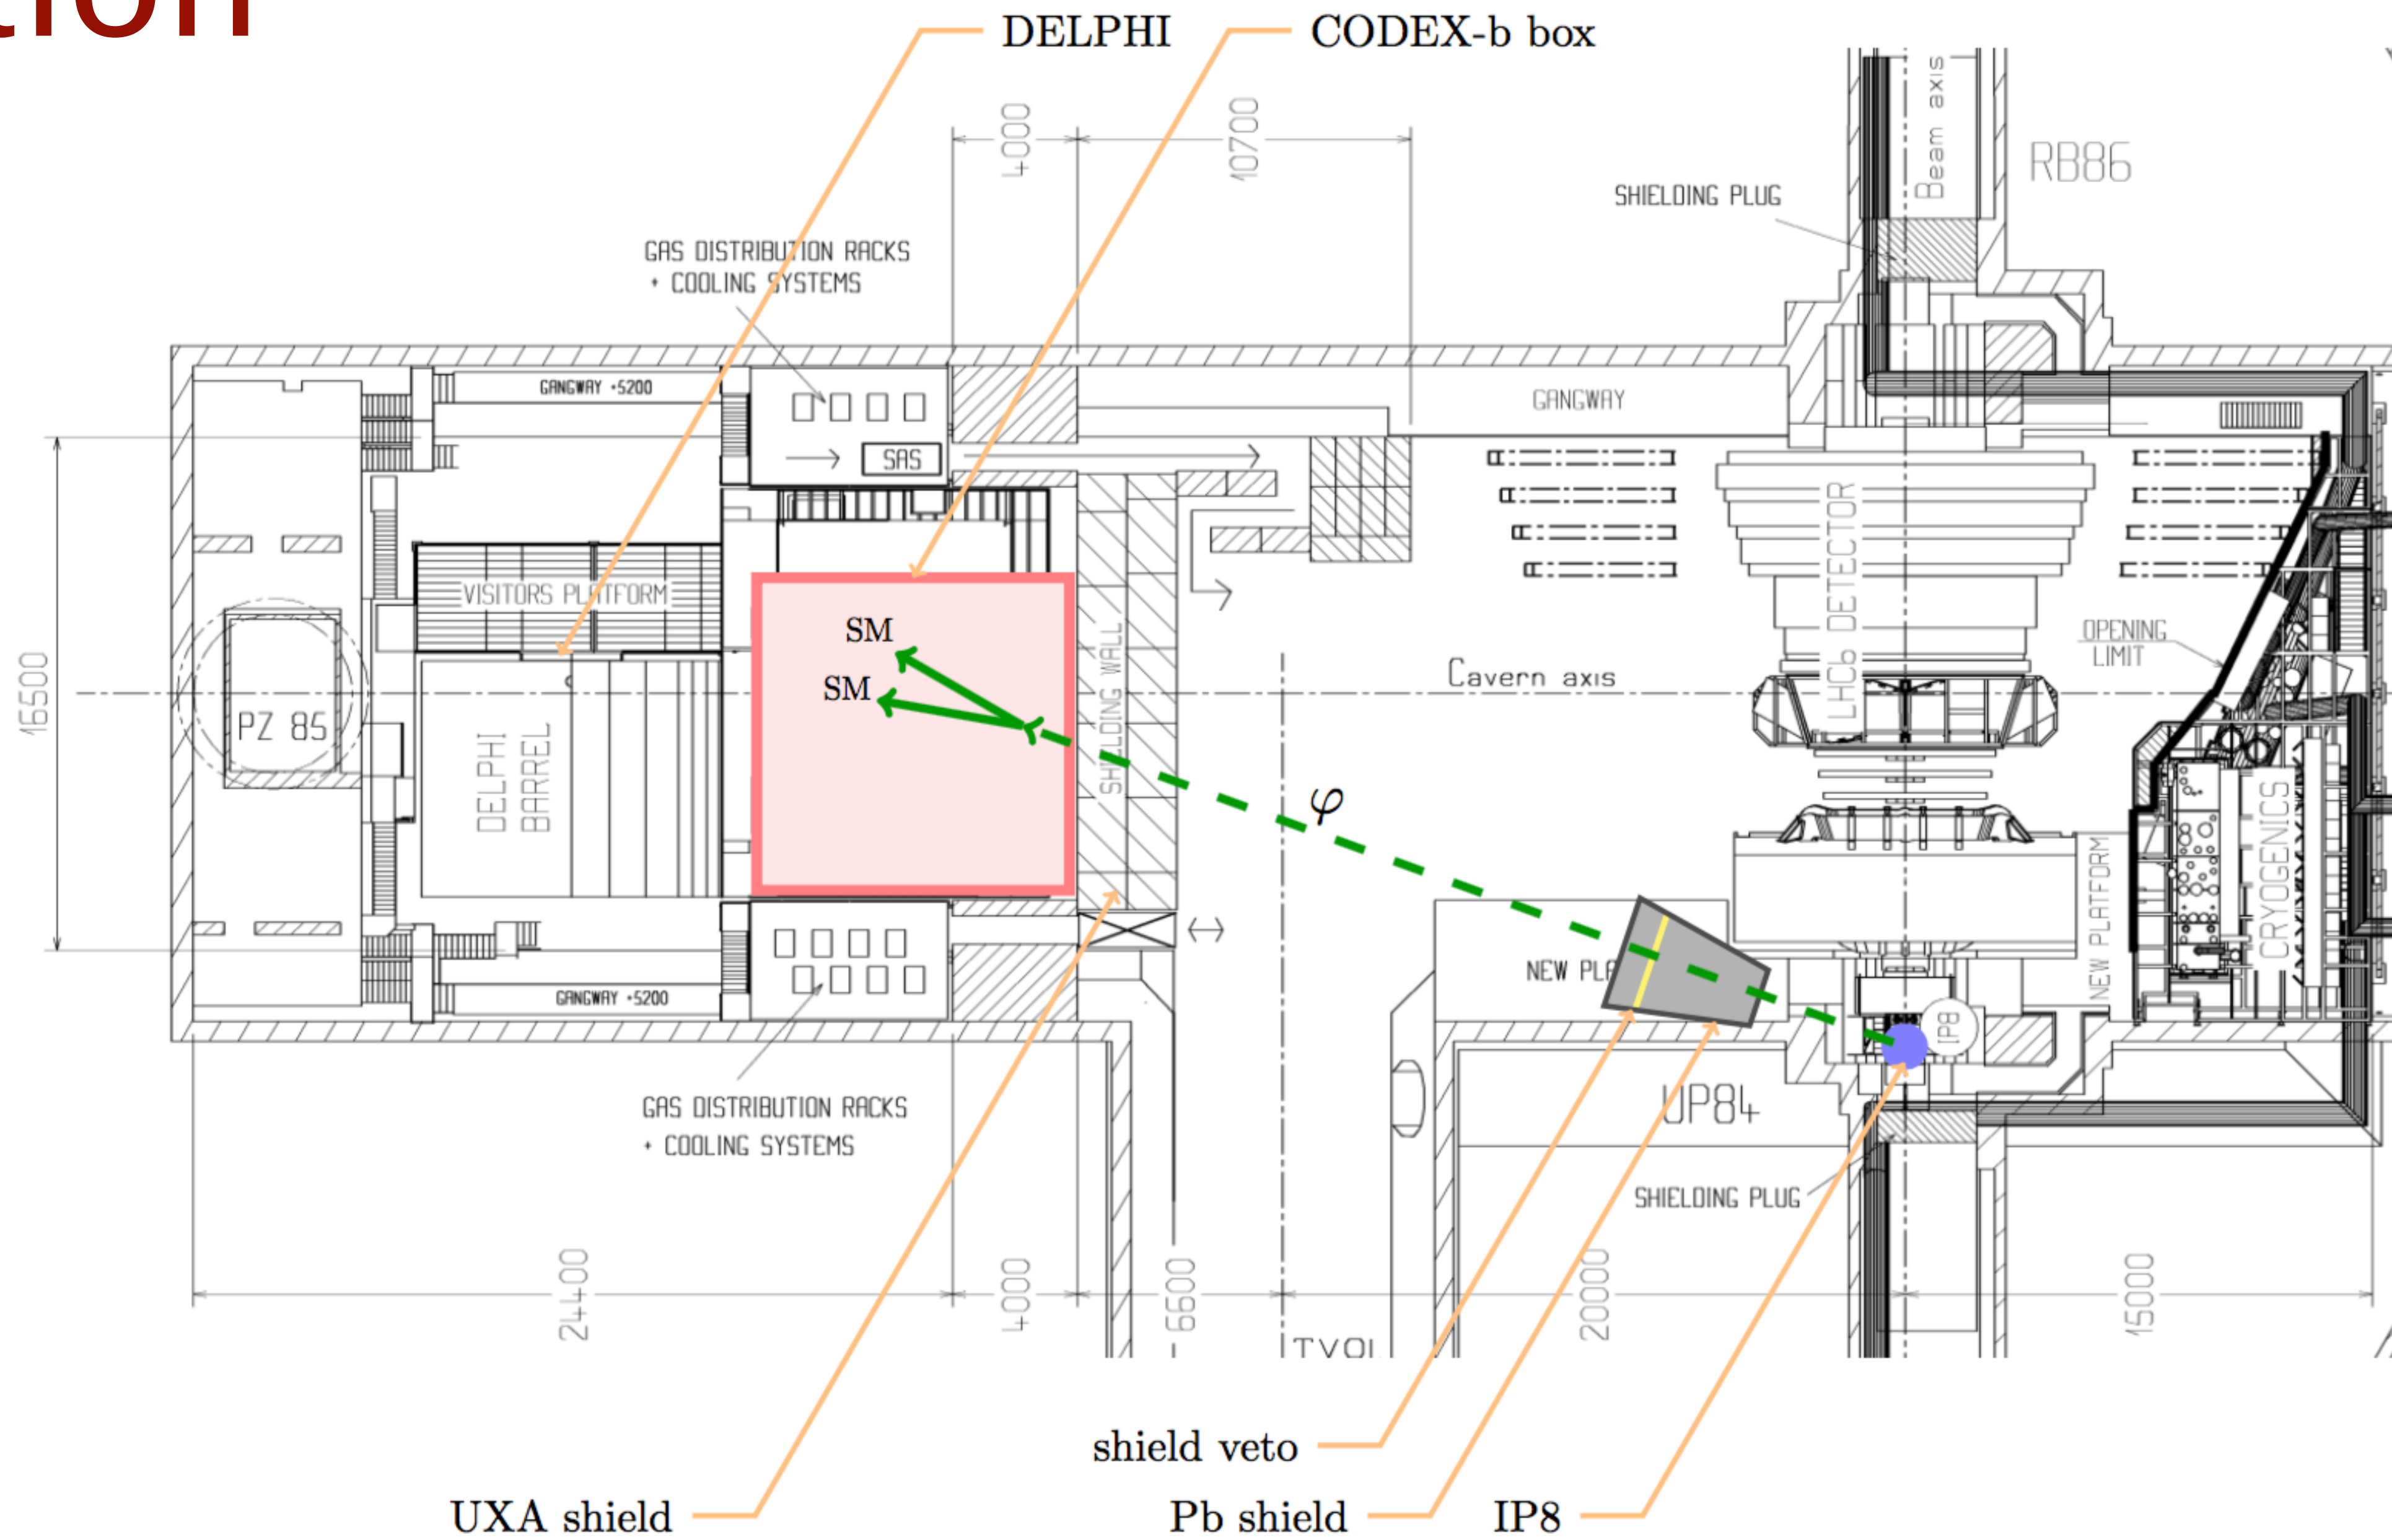 tion
DELPHI
CODEX-b box
4000
10700
Beam axis
RB86
SHIELDING PLUG
GAS DISTRIBUTION RACKS
+ COOLING SYSTEMS
GANGWAY +5200
GANGWAY
SAS
VISITORS PLATFORM
SM
SM
SHIELDING WALL
LHCb DETECTOR
OPENING
LIMIT
Cavern axis
16500
PZ 85
DELPHI
BARREL
φ
CRYOGENICS
NEW PLATFORM
NEW PLA
IP8
GANGWAY +5200
GAS DISTRIBUTION RACKS
+ COOLING SYSTEMS
UP84
SHIELDING PLUG
24400
4000
6600
20000
15000
shield veto
UXA shield
Pb shield
IP8